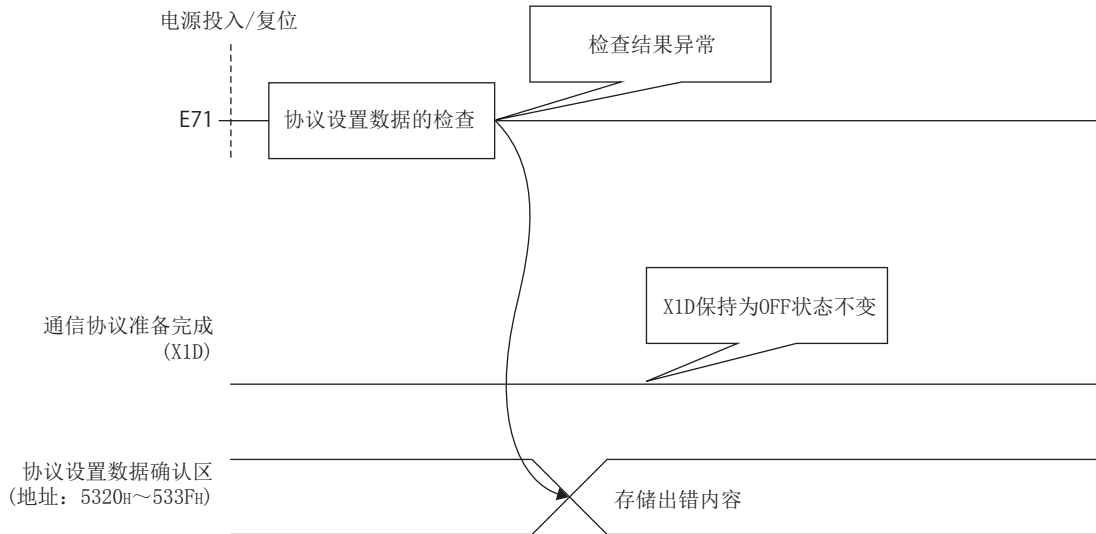 电源投入/复位
检查结果异常
E71
协议设置数据的检查
X1D保持为OFF状态不变
通信协议准备完成
(X1D)
协议设置数据确认区
(地址：5320H～533FH)
存储出错内容